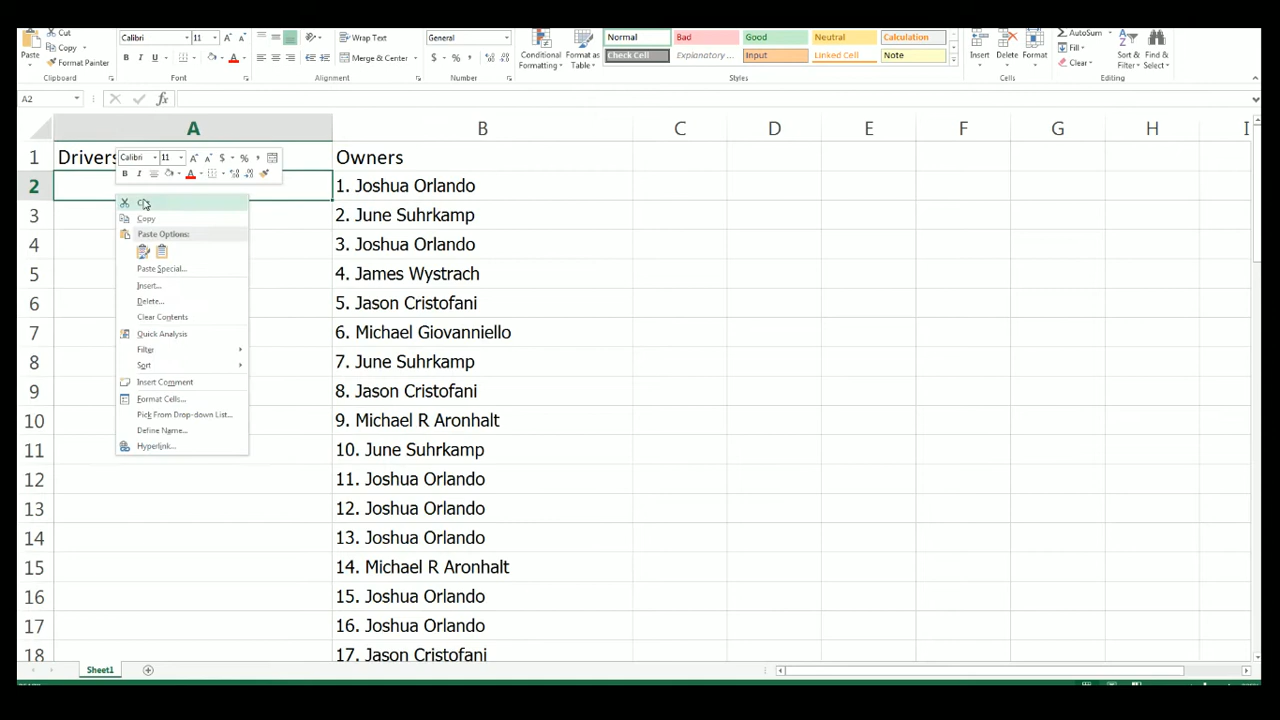 Cut
Calibri 11 Wrap Text General Conditional Format as Normal Bad Good Neutral Calculation Insert Delete Format AutoSum Sort & Find &
Paste Copy Formatting Table Check Cell Explanatory ... Input Linked Cell Note Fill Filter Select
Format Painter B I U A Merge & Center $ % , Clear
Clipboard Font Alignment Number Styles Cells Editing
A2 fx
A B C D E F G H I
1 Drivers Owners
Calibri 11 A A $ % ,
B I A
2 1. Joshua Orlando
3 2. June Suhrkamp
4 3. Joshua Orlando
5 4. James Wystrach
6 5. Jason Cristofani
7 6. Michael Giovanniello
8 7. June Suhrkamp
9 8. Jason Cristofani
10 9. Michael R Aronhalt
11 10. June Suhrkamp
12 11. Joshua Orlando
13 12. Joshua Orlando
14 13. Joshua Orlando
15 14. Michael R Aronhalt
16 15. Joshua Orlando
17 16. Joshua Orlando
18 17. Jason Cristofani
Copy
Paste Options:
Paste Special...
Insert...
Delete...
Clear Contents
Quick Analysis
Filter
Sort
Insert Comment
Format Cells...
Pick From Drop-down List...
Define Name...
Hyperlink...
Sheet1